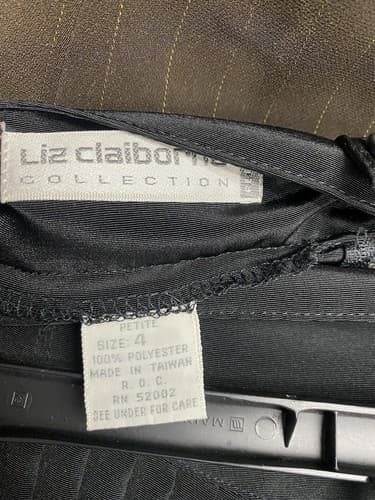 Liz claiborne
COLLECTION
PETITE
SIZE: 4
100% POLYESTER
MADE IN TAIWAN
R. O. C.
RN 52002
SEE UNDER FOR CARE